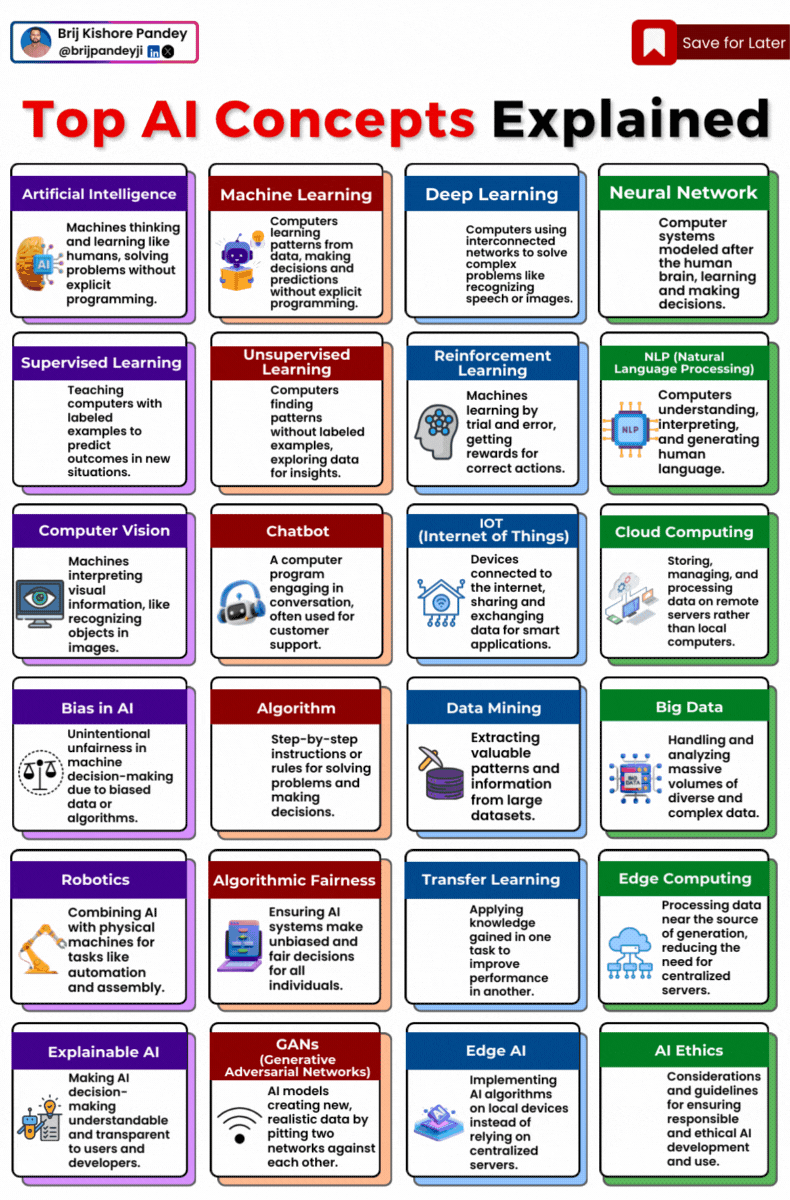 Brij Kishore Pandey
@brijpandeyji in X
Save for Later
Top AI Concepts Explained
Artificial Intelligence
AI
Machines thinking
and learning like
humans, solving
problems without
explicit
programming.
Machine Learning
Computers
learning
patterns from
data, making
decisions and
predictions
without explicit
programming.
Deep Learning
Computers using
interconnected
networks to solve
complex
problems like
recognizing
speech or images.
Neural Network
Computer
systems
modeled after
the human
brain, learning
and making
decisions.
Supervised Learning
Teaching
computers with
labeled
examples to
predict
outcomes in new
situations.
Unsupervised
Learning
Computers
finding
patterns
without labeled
examples,
exploring data
for insights.
Reinforcement
Learning
Machines
learning by
trial and error,
getting
rewards for
correct actions.
NLP (Natural
Language Processing)
NLP
Computers
understanding,
interpreting,
and generating
human
language.
Computer Vision
Machines
interpreting
visual
information, like
recognizing
objects in
images.
Chatbot
A computer
program
engaging in
conversation,
often used for
customer
support.
IOT
(Internet of Things)
Devices
connected to
the internet,
sharing and
exchanging
data for smart
applications.
Cloud Computing
Storing,
managing, and
processing
data on remote
servers rather
than local
computers.
Bias in AI
Unintentional
unfairness in
machine
decision-making
due to biased
data or
algorithms.
Algorithm
Step-by-step
instructions or
rules for solving
problems and
making
decisions.
Data Mining
Extracting
valuable
patterns and
information
from large
datasets.
Big Data
BIG
DATA
Handling and
analyzing
massive
volumes of
diverse and
complex data.
Robotics
Combining AI
with physical
machines for
tasks like
automation
and assembly.
Algorithmic Fairness
Ensuring AI
systems make
unbiased and
fair decisions
for all
individuals.
Transfer Learning
Applying
knowledge
gained in one
task to
improve
performance
in another.
Edge Computing
Processing data
near the source
of generation,
reducing the
need for
centralized
servers.
Explainable AI
Making AI
decision-
making
understandable
and transparent
to users and
developers.
GANs
(Generative
Adversarial Networks)
AI models
creating new,
realistic data by
pitting two
networks against
each other.
Edge AI
Implementing
AI algorithms
on local devices
instead of
relying on
centralized
servers.
AI Ethics
Considerations
and guidelines
for ensuring
responsible
and ethical AI
development
and use.